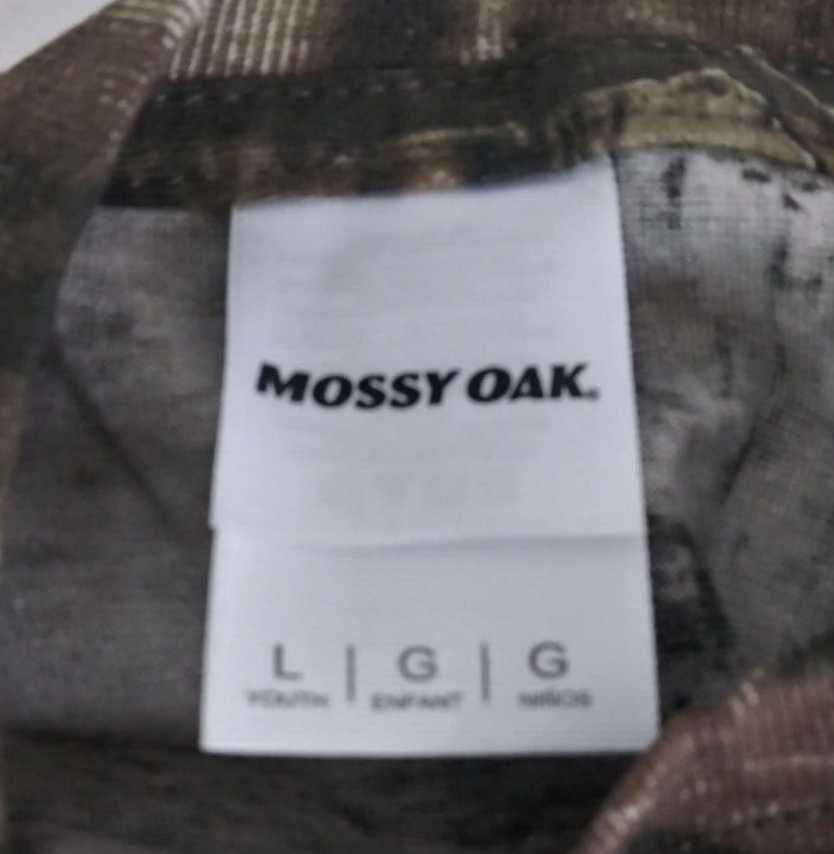 MOSSY OAK.
L | G | G
YOUTH ENFANT NIÑOS